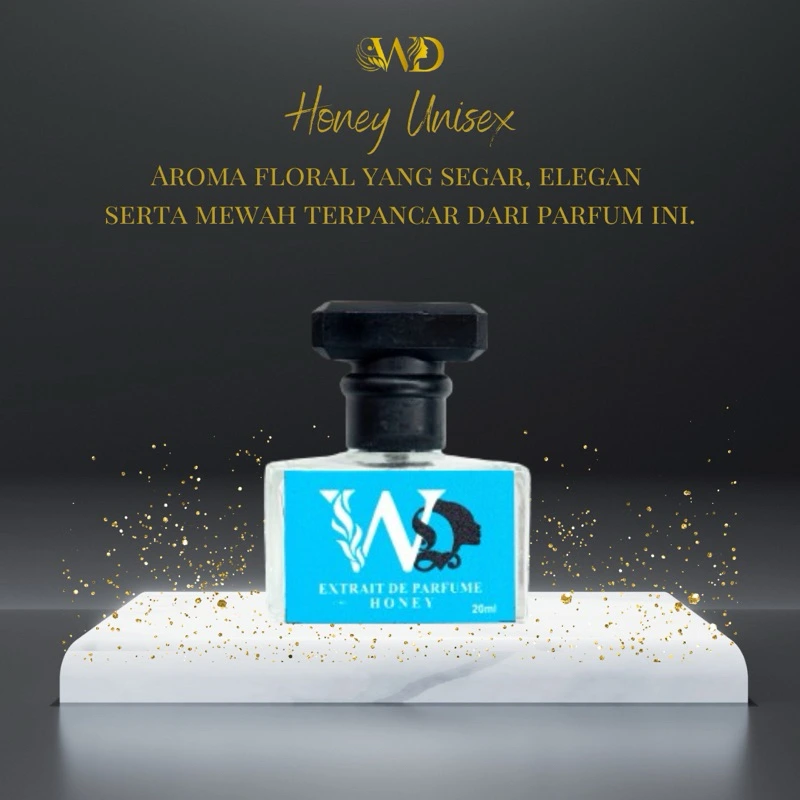 WD
Honey Unisex
Aroma floral yang segar, elegan
serta mewah terpancar dari parfum ini.
WD
EXTRAIT DE PARFUME
HONEY
20ml